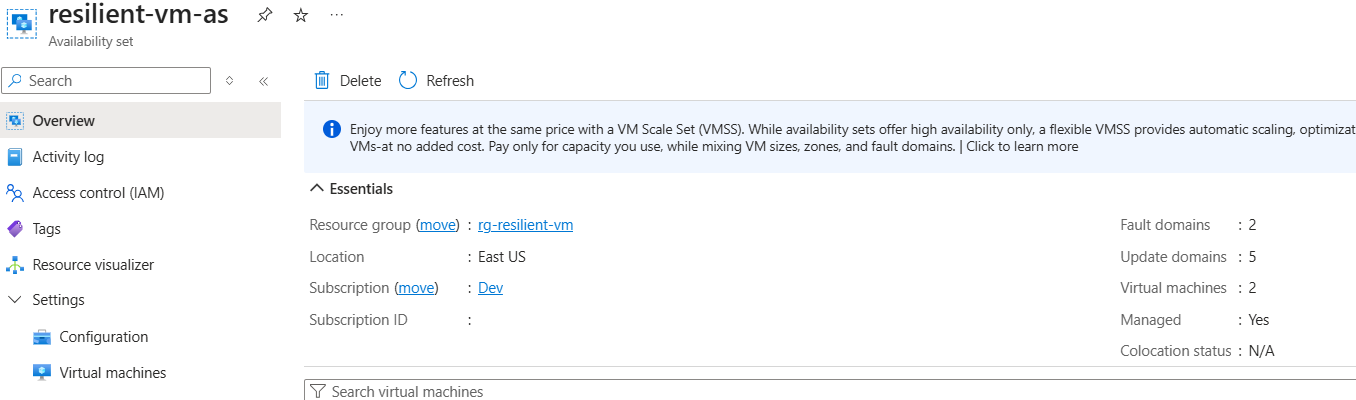 resilient-vm-as
Availability set
Search
Delete
Refresh
Overview
Activity log
Access control (IAM)
Tags
Resource visualizer
Settings
Configuration
Virtual machines
Enjoy more features at the same price with a VM Scale Set (VMSS). While availability sets offer high availability only, a flexible VMSS provides automatic scaling, optimizat
VMs-at no added cost. Pay only for capacity you use, while mixing VM sizes, zones, and fault domains. | Click to learn more
Essentials
Resource group (move) : rg-resilient-vm
Location : East US
Subscription (move) : Dev
Subscription ID :
Fault domains : 2
Update domains : 5
Virtual machines : 2
Managed : Yes
Colocation status : N/A
Search virtual machines